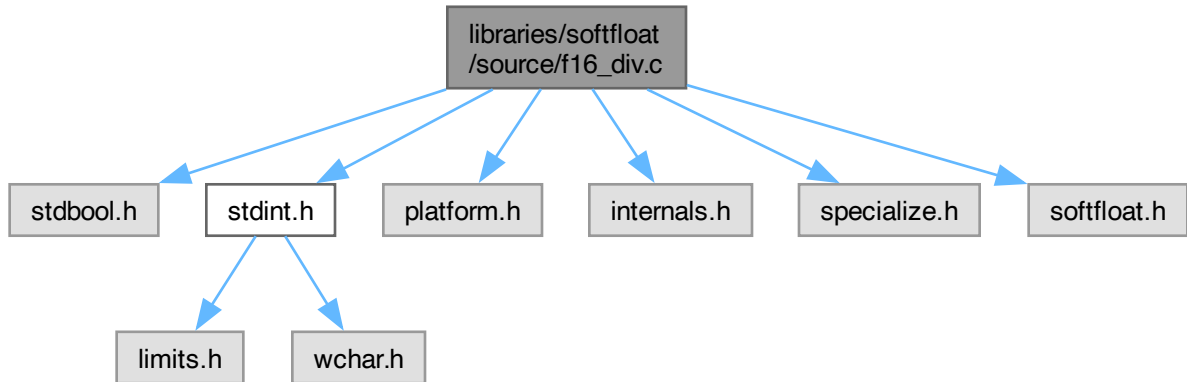 libraries/softfloat
/source/f16_div.c
stdbool.h
stdint.h
platform.h
internals.h
specialize.h
softfloat.h
limits.h
wchar.h